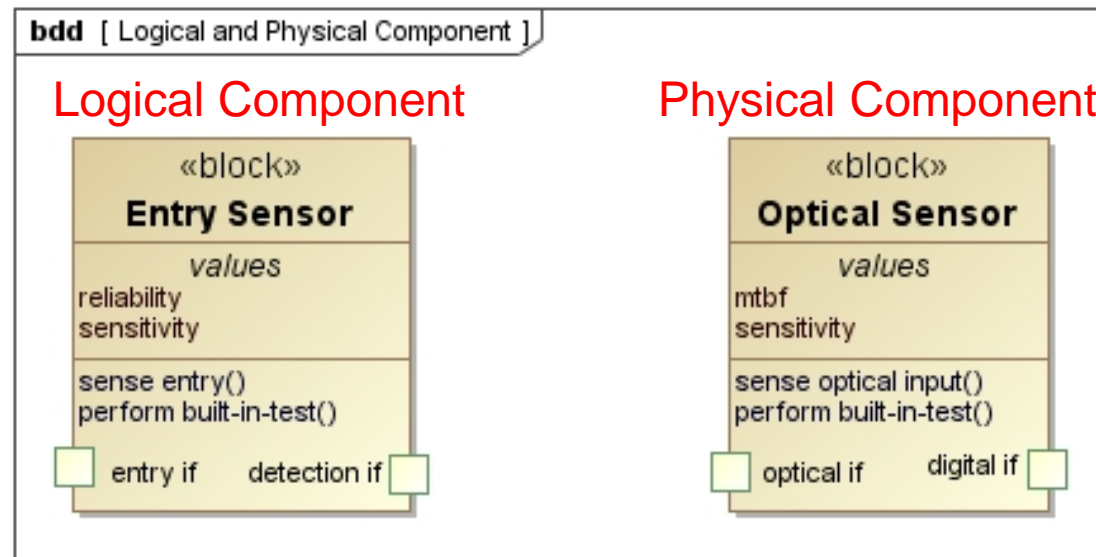 bdd [ Logical and Physical Component ]
Logical Component
Physical Component
«block»
Entry Sensor
values
reliability
sensitivity
sense entry()
perform built-in-test()
entry if
detection if
«block»
Optical Sensor
values
mtbf
sensitivity
sense optical input()
perform built-in-test()
optical if
digital if